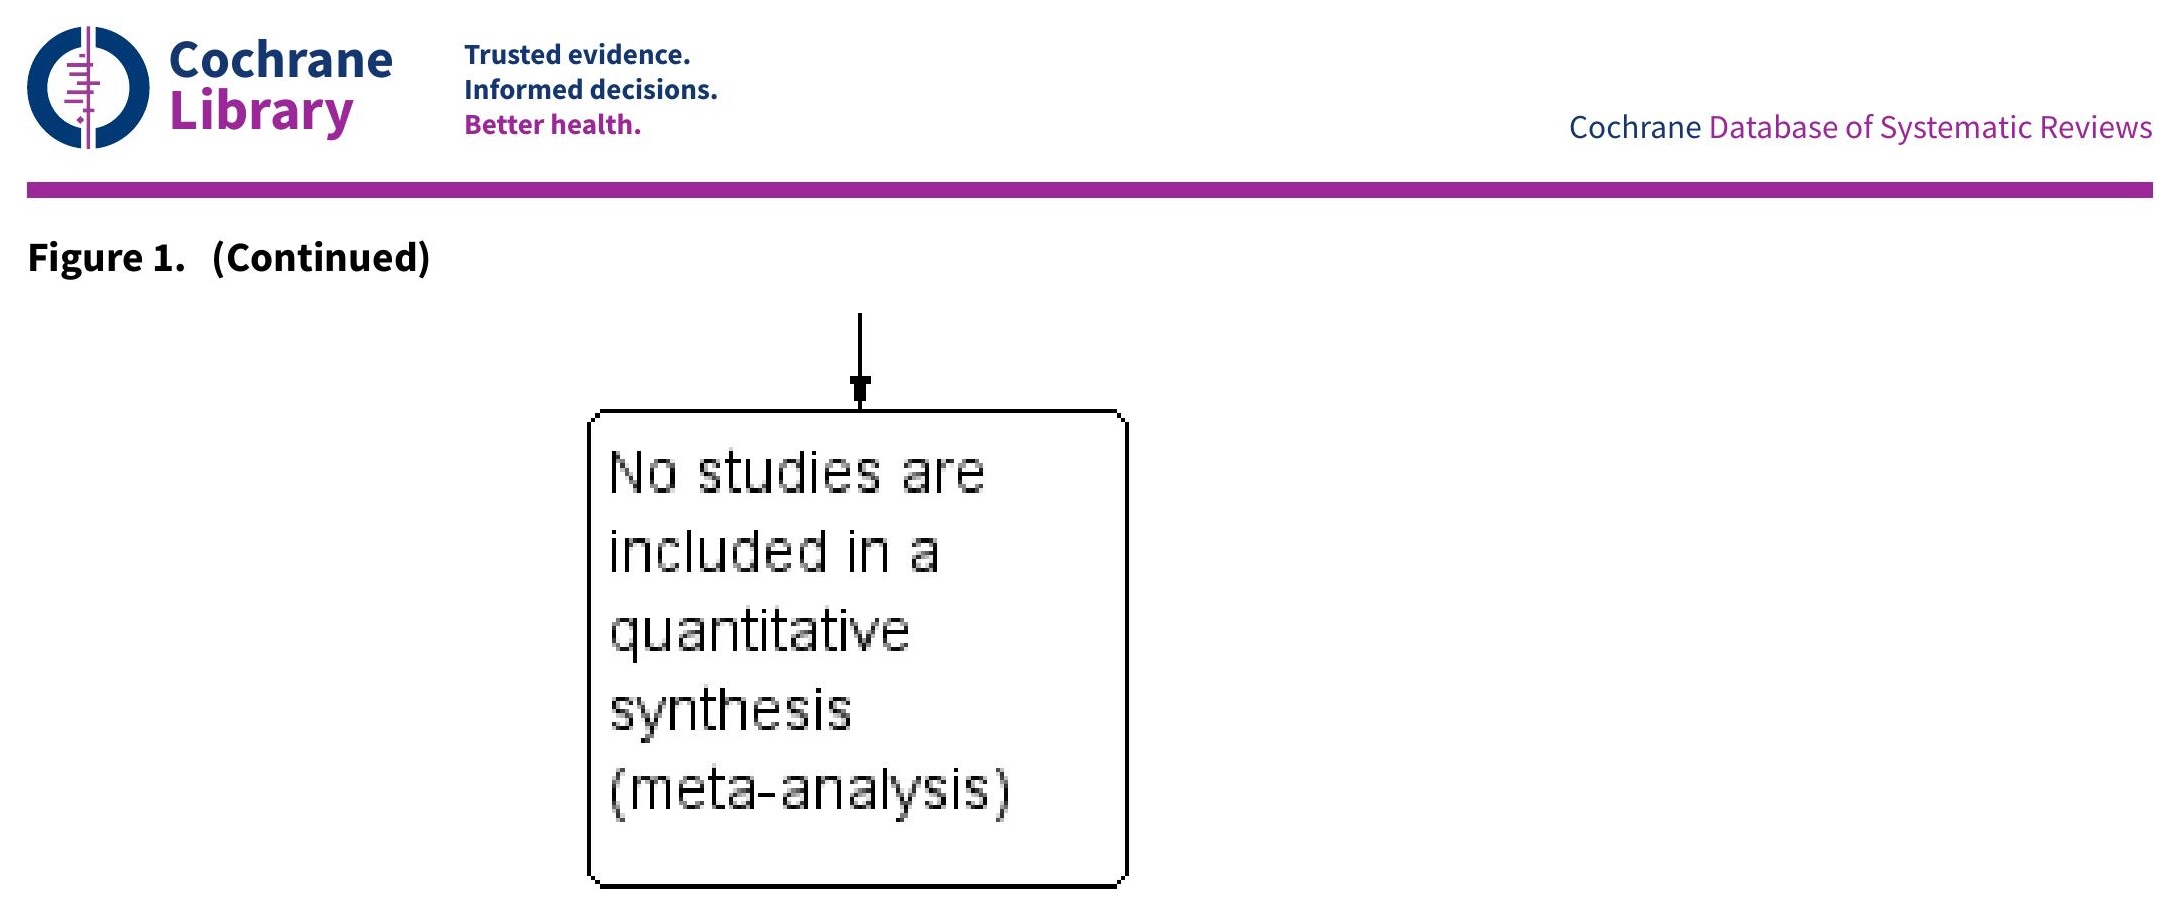 Cochrane
Library
Trusted evidence.
Informed decisions.
Better health.
Cochrane Database of Systematic Reviews
Figure 1. (Continued)
No studies are
included in a
quantitative
synthesis
(meta-analysis)